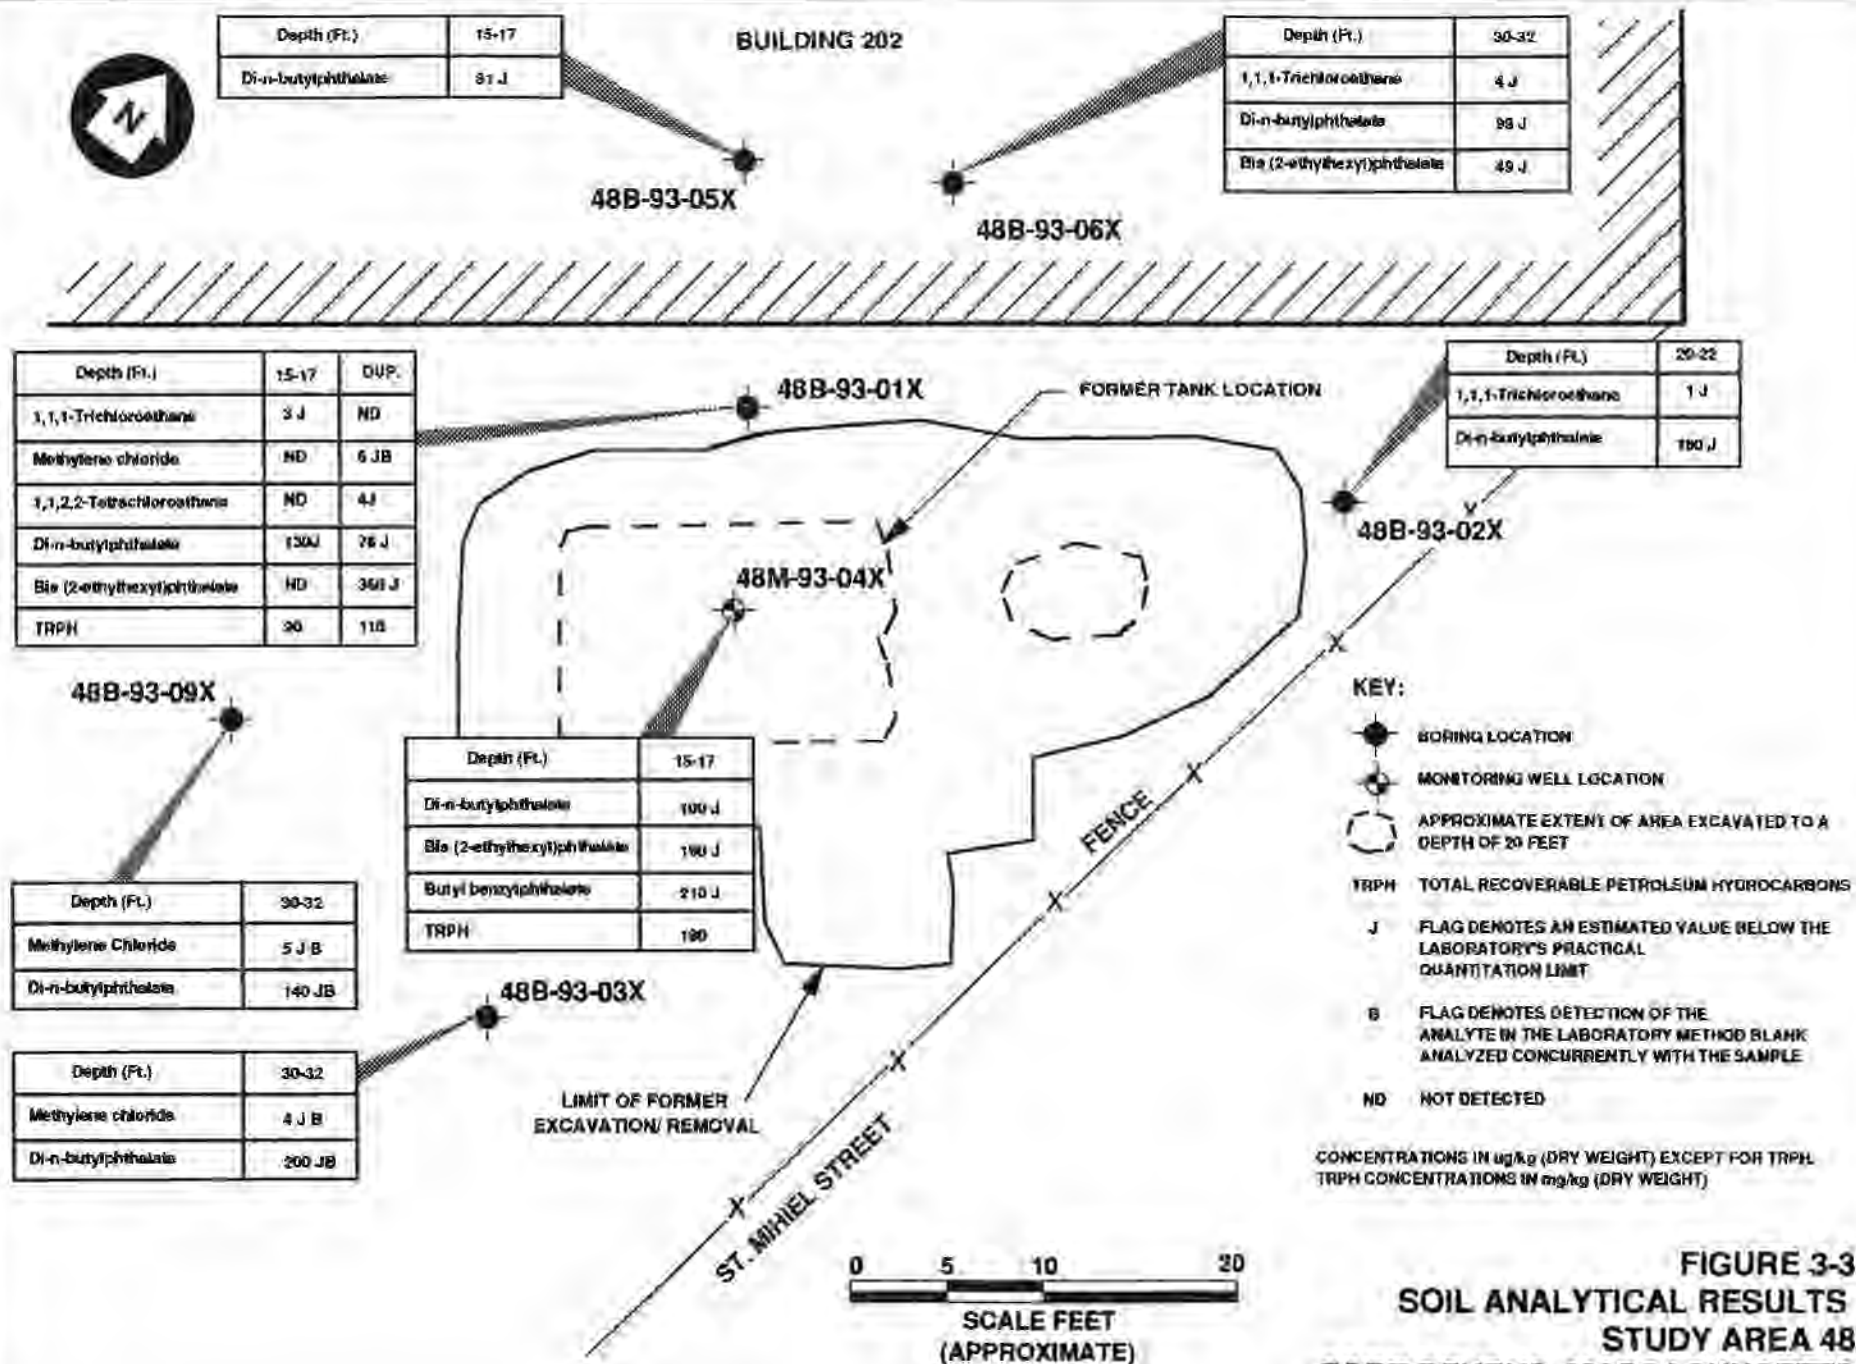 N
Depth (Ft.) 15-17
Di-n-butylphthalate J
BUILDING 202
Depth (Ft.) 30-32
1,1,1-Trichloroethane 4 J
Di-n-butylphthalate J
Bis (2-ethylhexyl)phthalate 49 J
48B-93-05X
48B-93-06X
Depth (Ft.) 15-17 DUP.
1,1,1-Trichloroethane 3 J ND
Methylene chloride ND 6 JB
1,1,2,2-Tetrachloroethane ND 4J
Di-n-butylphthalate 130J 76 J
Bis (2-ethylhexyl)phthalate ND J
TRPH
48B-93-01X
FORMER TANK LOCATION
Depth (Ft.) 20-22
1,1,1-Trichloroethane 1 J
Di-n-butylphthalate J
48B-93-02X
48M-93-04X
48B-93-09X
Depth (Ft.) 15-17
Di-n-butylphthalate 100 J
Bis (2-ethylhexyl)phthalate J
Butyl benzylphthalate 210 J
TRPH
Depth (Ft.) 30-32
Methylene Chloride 5 J B
Di-n-butylphthalate 140 JB
48B-93-03X
Depth (Ft.) 30-32
Methylene chloride 4 J B
Di-n-butylphthalate 200 JB
LIMIT OF FORMER
EXCAVATION/ REMOVAL
FENCE
ST. MIHIEL STREET
KEY:
BORING LOCATION
MONITORING WELL LOCATION
APPROXIMATE EXTENT OF AREA EXCAVATED TO A
DEPTH OF 20 FEET
TRPH TOTAL RECOVERABLE PETROLEUM HYDROCARBONS
J FLAG DENOTES AN ESTIMATED VALUE BELOW THE
LABORATORY'S PRACTICAL
QUANTITATION LIMIT
B FLAG DENOTES DETECTION OF THE
ANALYTE IN THE LABORATORY METHOD BLANK
ANALYZED CONCURRENTLY WITH THE SAMPLE
ND NOT DETECTED
CONCENTRATIONS IN ug/kg (DRY WEIGHT) EXCEPT FOR TRPH.
TRPH CONCENTRATIONS IN mg/kg (DRY WEIGHT)
0 5 10 20
SCALE FEET
(APPROXIMATE)
FIGURE 3-3
SOIL ANALYTICAL RESULTS
STUDY AREA 48